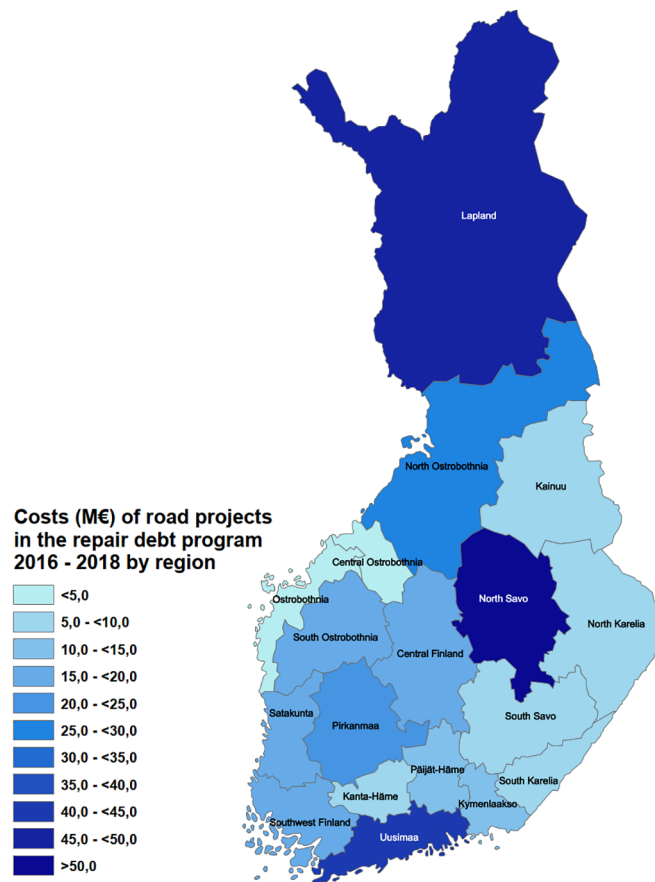 Lapland
North Ostrobothnia
Kainuu
Costs (M€) of road projects
in the repair debt program
2016 - 2018 by region
<5,0
5,0 - <10,0
10,0 - <15,0
15,0 - <20,0
20,0 - <25,0
25,0 - <30,0
30,0 - <35,0
35,0 - <40,0
40,0 - <45,0
45,0 - <50,0
>50,0
Central Ostrobothnia
Ostrobothnia
North Savo
North Karelia
South Ostrobothnia
Central Finland
Satakunta
Pirkanmaa
South Savo
Päijät-Häme
South Karelia
Kanta-Häme
Kymenlaakso
Southwest Finland
Uusimaa